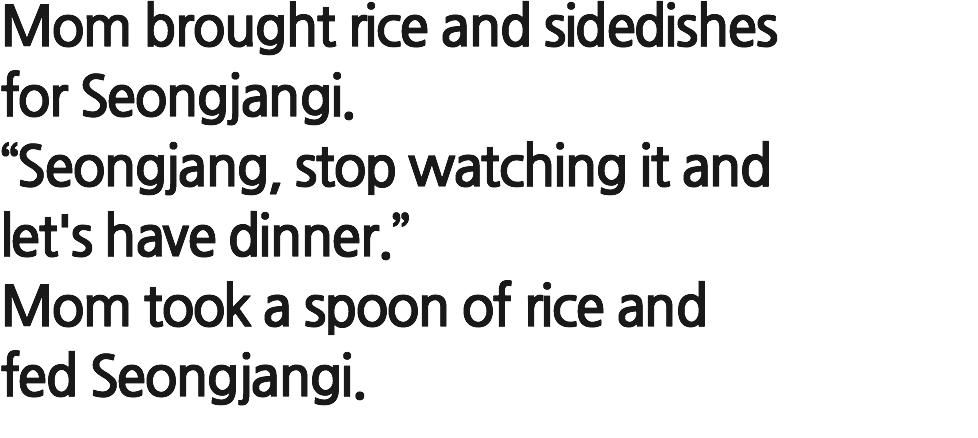 Mom brought rice and sidedishes
for Seongjangi.
“Seongjang, stop watching it and
let's have dinner.”
Mom took a spoon of rice and
fed Seongjangi.